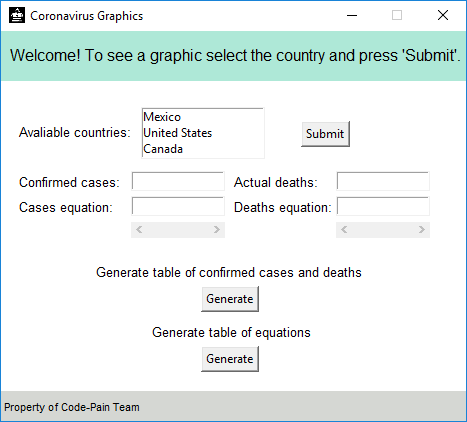 Coronavirus Graphics
Welcome! To see a graphic select the country and press 'Submit'.
Avaliable countries:
Mexico
United States
Canada
Submit
Confirmed cases:
Actual deaths:
Cases equation:
Deaths equation:
Generate table of confirmed cases and deaths
Generate
Generate table of equations
Generate
Property of Code-Pain Team